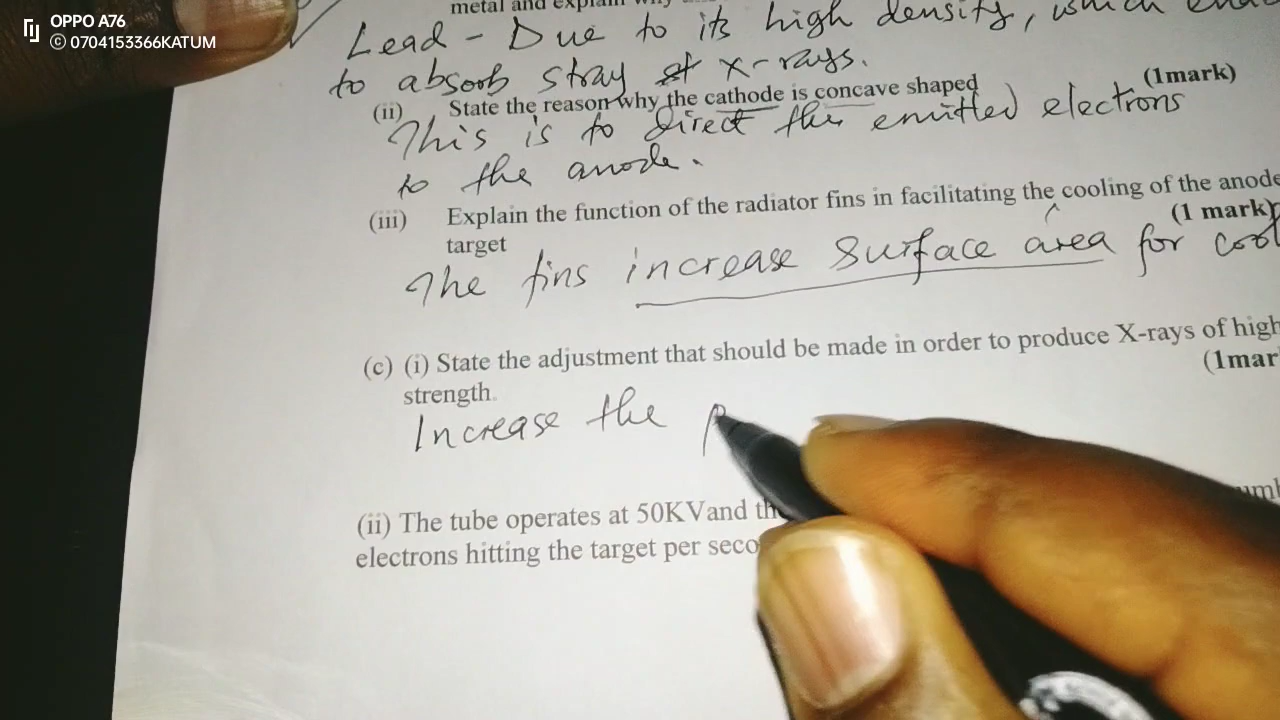 OPPO A76
© 0704153366KATUM
metal and explain why
Lead - Due to its high density, which
to absorb stray x-rays.
(ii) State the reason why the cathode is concave shaped (1mark)
This is to direct the emitted electrons
to the anode.
(iii) Explain the function of the radiator fins in facilitating the cooling of the anode
target (1 mark)
The fins increase surface area for
(c) (i) State the adjustment that should be made in order to produce X-rays of high
strength. (1mar
Increase the
(ii) The tube operates at 50KVand
electrons hitting the target per